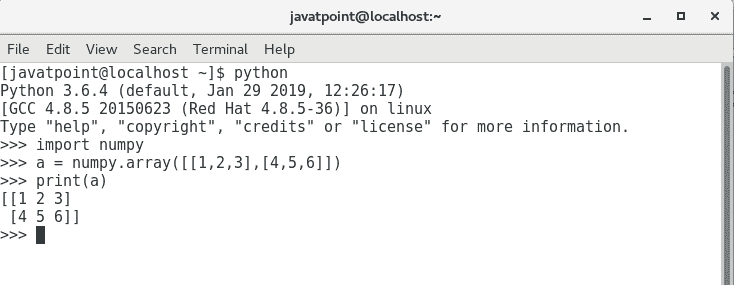 javatpoint@localhost:~
File Edit View Search Terminal Help
[javatpoint@localhost ~]$ python
Python 3.6.4 (default, Jan 29 2019, 12:26:17)
[GCC 4.8.5 20150623 (Red Hat 4.8.5-36)] on linux
Type "help", "copyright", "credits" or "license" for more information.
>>> import numpy
>>> a = numpy.array([[1,2,3],[4,5,6]])
>>> print(a)
[[1 2 3]
 [4 5 6]]
>>>